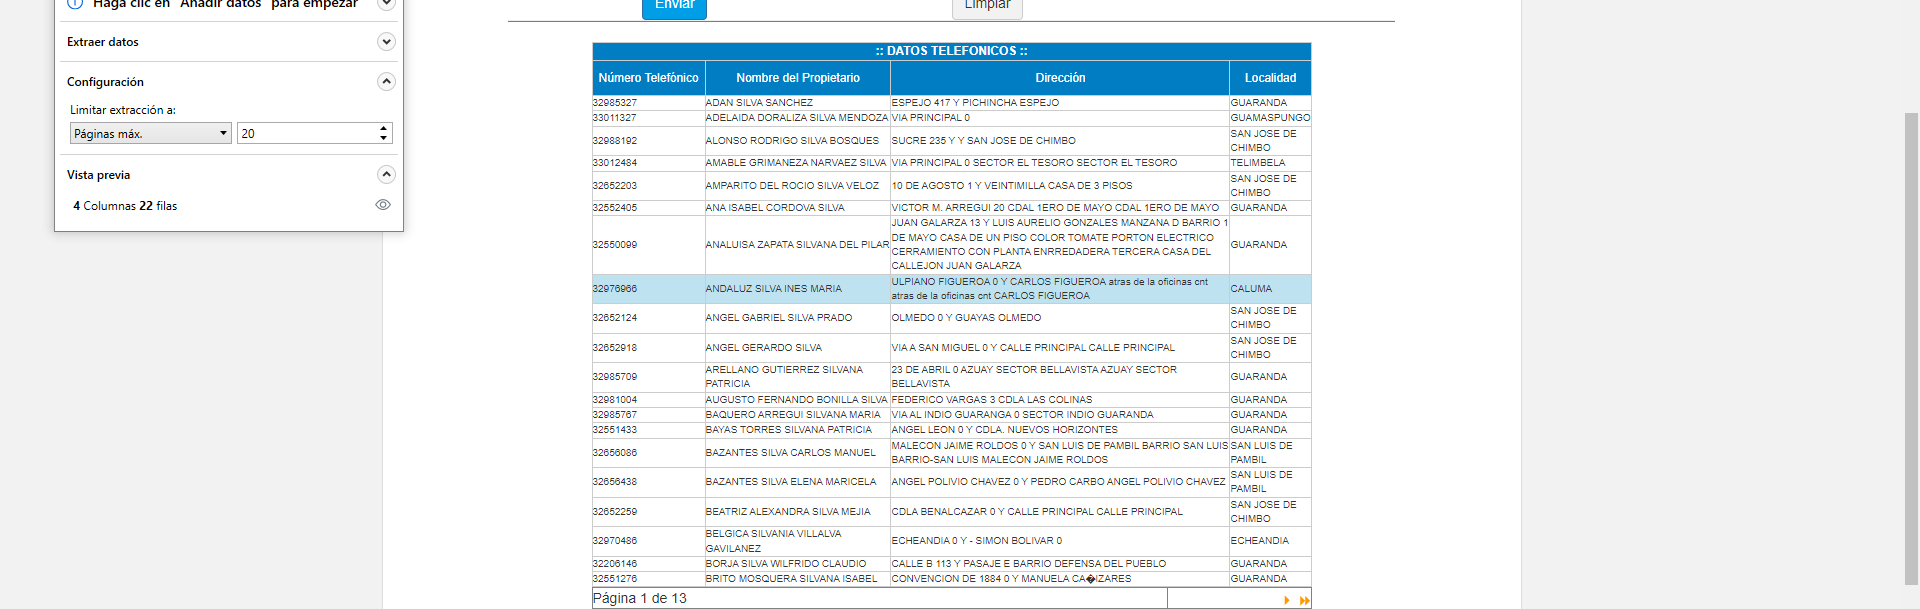 Haga clic en "Añadir datos" para empezar
Extraer datos
Configuración
Limitar extracción a:
Páginas máx. 20
Vista previa
4 Columnas 22 filas
Enviar Limpiar
:: DATOS TELEFONICOS ::
Número Telefónico Nombre del Propietario Dirección Localidad
32985327 ADAN SILVA SANCHEZ ESPEJO 417 Y PICHINCHA ESPEJO GUARANDA
33011327 ADELAIDA DORALIZA SILVA MENDOZA VIA PRINCIPAL 0 GUAMASPUNGO
32988192 ALONSO RODRIGO SILVA BOSQUES SUCRE 235 Y Y SAN JOSE DE CHIMBO SAN JOSE DE
CHIMBO
33012484 AMABLE GRIMANEZA NARVAEZ SILVA VIA PRINCIPAL 0 SECTOR EL TESORO SECTOR EL TESORO TELIMBELA
32652203 AMPARITO DEL ROCIO SILVA VELOZ 10 DE AGOSTO 1 Y VEINTIMILLA CASA DE 3 PISOS SAN JOSE DE
CHIMBO
32552405 ANA ISABEL CORDOVA SILVA VICTOR M. ARREGUI 20 CDAL 1ERO DE MAYO CDAL 1ERO DE MAYO GUARANDA
32550099 ANALUISA ZAPATA SILVANA DEL PILAR JUAN GALARZA 13 Y LUIS AURELIO GONZALES MANZANA D BARRIO 1
DE MAYO CASA DE UN PISO COLOR TOMATE PORTON ELECTRICO
CERRAMIENTO CON PLANTA ENRREDADERA TERCERA CASA DEL
CALLEJON JUAN GALARZA GUARANDA
32976966 ANDALUZ SILVA INES MARIA ULPIANO FIGUEROA 0 Y CARLOS FIGUEROA atras de la oficinas cnt
atras de la oficinas cnt CARLOS FIGUEROA CALUMA
32652124 ANGEL GABRIEL SILVA PRADO OLMEDO 0 Y GUAYAS OLMEDO SAN JOSE DE
CHIMBO
32652918 ANGEL GERARDO SILVA VIA A SAN MIGUEL 0 Y CALLE PRINCIPAL CALLE PRINCIPAL SAN JOSE DE
CHIMBO
32985709 ARELLANO GUTIERREZ SILVANA
PATRICIA 23 DE ABRIL 0 AZUAY SECTOR BELLAVISTA AZUAY SECTOR
BELLAVISTA GUARANDA
32981004 AUGUSTO FERNANDO BONILLA SILVA FEDERICO VARGAS 3 CDLA LAS COLINAS GUARANDA
32985767 BAQUERO ARREGUI SILVANA MARIA VIA AL INDIO GUARANGA 0 SECTOR INDIO GUARANDA GUARANDA
32551433 BAYAS TORRES SILVANA PATRICIA ANGEL LEON 0 Y CDLA. NUEVOS HORIZONTES GUARANDA
32656086 BAZANTES SILVA CARLOS MANUEL MALECON JAIME ROLDOS 0 Y SAN LUIS DE PAMBIL BARRIO SAN LUIS
BARRIO-SAN LUIS MALECON JAIME ROLDOS SAN LUIS DE
PAMBIL
32656438 BAZANTES SILVA ELENA MARICELA ANGEL POLIVIO CHAVEZ 0 Y PEDRO CARBO ANGEL POLIVIO CHAVEZ SAN LUIS DE
PAMBIL
32652259 BEATRIZ ALEXANDRA SILVA MEJIA CDLA BENALCAZAR 0 Y CALLE PRINCIPAL CALLE PRINCIPAL SAN JOSE DE
CHIMBO
32970486 BELGICA SILVANIA VILLALVA
GAVILANEZ ECHEANDIA 0 Y - SIMON BOLIVAR 0 ECHEANDIA
32206146 BORJA SILVA WILFRIDO CLAUDIO CALLE B 113 Y PASAJE E BARRIO DEFENSA DEL PUEBLO GUARANDA
32551276 BRITO MOSQUERA SILVANA ISABEL CONVENCION DE 1884 0 Y MANUELA CA�IZARES GUARANDA
Página 1 de 13